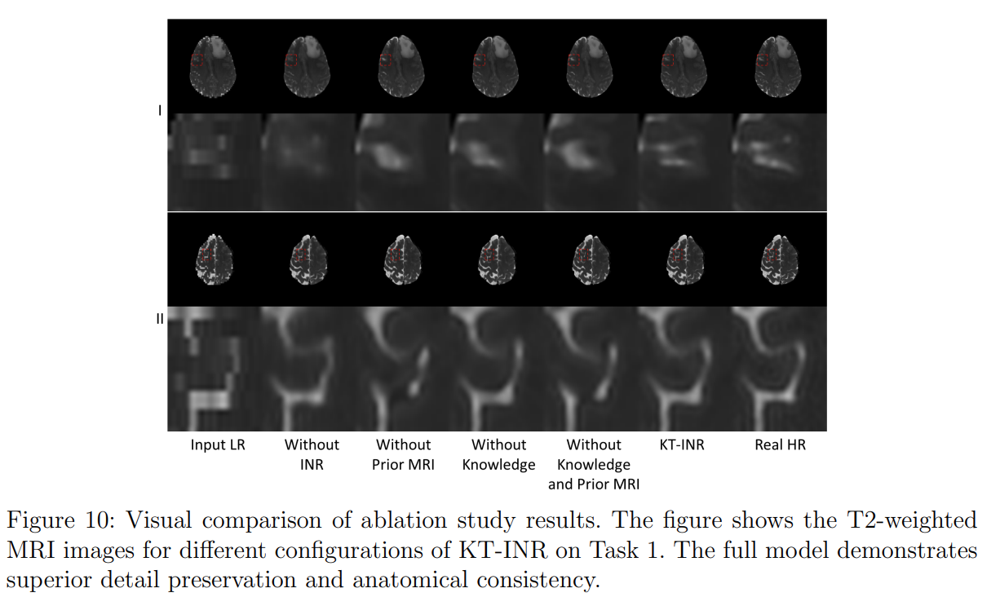 I
II
Input LR
Without
INR
Without
Prior MRI
Without
Knowledge
Without
Knowledge
and Prior MRI
KT-INR
Real HR
Figure 10: Visual comparison of ablation study results. The figure shows the T2-weighted
MRI images for different configurations of KT-INR on Task 1. The full model demonstrates
superior detail preservation and anatomical consistency.